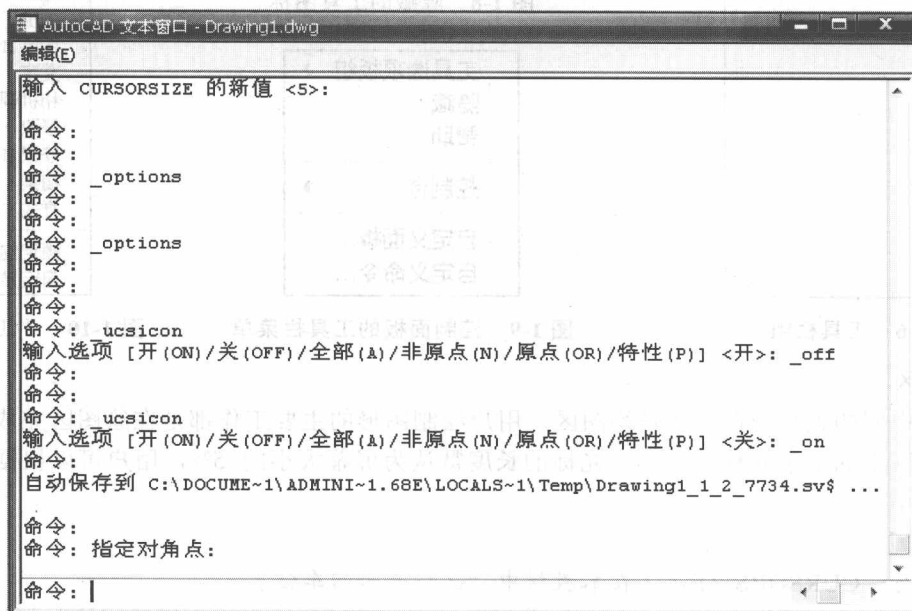 AutoCAD 文本窗口 - Drawing1.dwg
编辑(E)
输入 CURSORSIZE 的新值 <5>:
命令:
命令:
命令: _options
命令:
命令:
命令: _options
命令:
命令:
命令:
命令: _ucsicon
输入选项 [开(ON)/关(OFF)/全部(A)/非原点(N)/原点(OR)/特性(P)] <开>: _off
命令:
命令:
命令: _ucsicon
输入选项 [开(ON)/关(OFF)/全部(A)/非原点(N)/原点(OR)/特性(P)] <关>: _on
命令:
自动保存到 C:\DOCUME~1\ADMINI~1.68E\LOCALS~1\Temp\Drawing1_1_2_7734.sv$ ...
命令:
命令: 指定对角点:
命令: